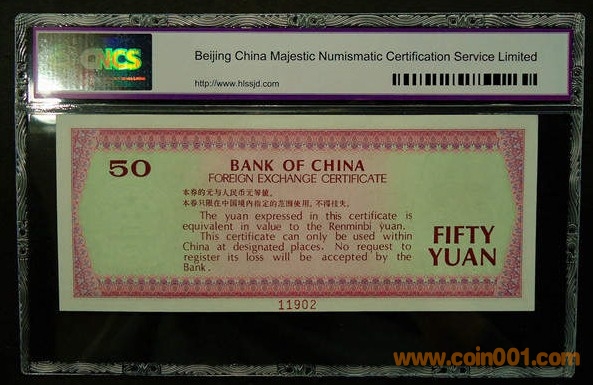 CNCS
Beijing China Majestic Numismatic Certification Service Limited
http://www.hlssjd.com
50
BANK OF CHINA
FOREIGN EXCHANGE CERTIFICATE
本券的元与人民币元等值。
本券只限在中国境内指定的范围使用，不得挂失。
The yuan expressed in this certificate is
equivalent in value to the Renminbi yuan.
This certificate can only be used within
China at designated places. No request to
register its loss will be accepted by the
Bank.
FIFTY
YUAN
11902
www.coin001.com